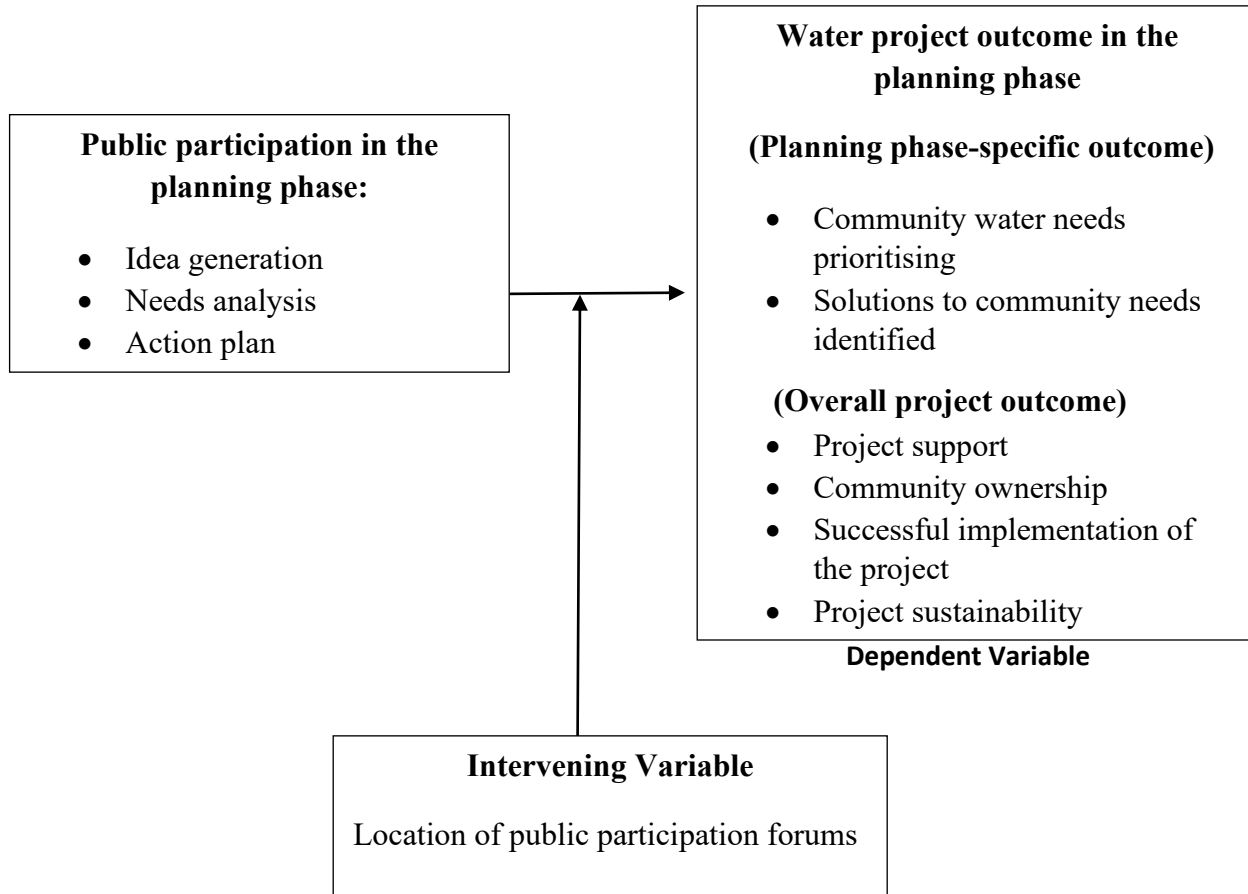 Public participation in the
planning phase:
• Idea generation
• Needs analysis
• Action plan
Water project outcome in the
planning phase
(Planning phase-specific outcome)
• Community water needs
prioritising
• Solutions to community needs
identified
(Overall project outcome)
• Project support
• Community ownership
• Successful implementation of
the project
• Project sustainability
Dependent Variable
Intervening Variable
Location of public participation forums